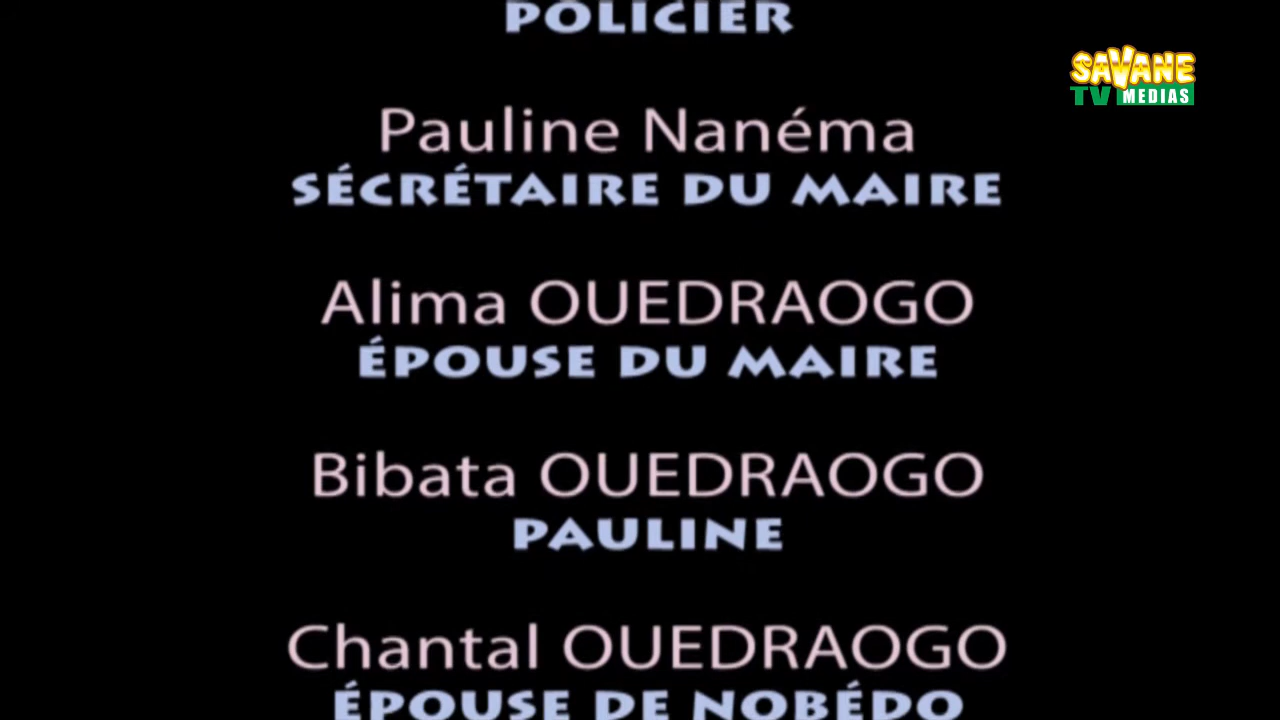 POLICIER
SAVANE
TV MEDIAS
Pauline Nanéma
SÉCRÉTAIRE DU MAIRE
Alima OUEDRAOGO
ÉPOUSE DU MAIRE
Bibata OUEDRAOGO
PAULINE
Chantal OUEDRAOGO
ÉPOUSE DE NOBÉDO